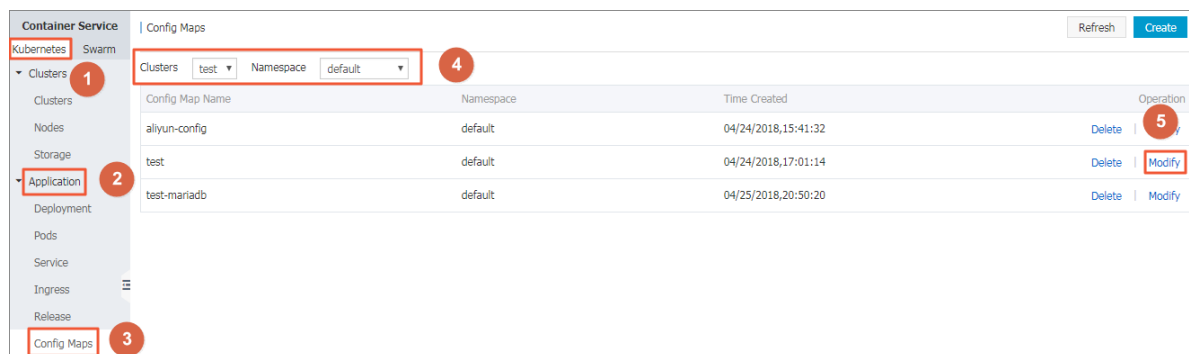 Container Service
Kubernetes Swarm
Clusters
Clusters
Nodes
Storage
Application
Deployment
Pods
Service
Ingress
Release
Config Maps
1
2
3
Config Maps
Refresh Create
Clusters test Namespace default
4
Config Map Name Namespace Time Created Operation
aliyun-config default 04/24/2018,15:41:32 Delete
5
test default 04/24/2018,17:01:14 Delete | Modify
test-mariadb default 04/25/2018,20:50:20 Delete | Modify